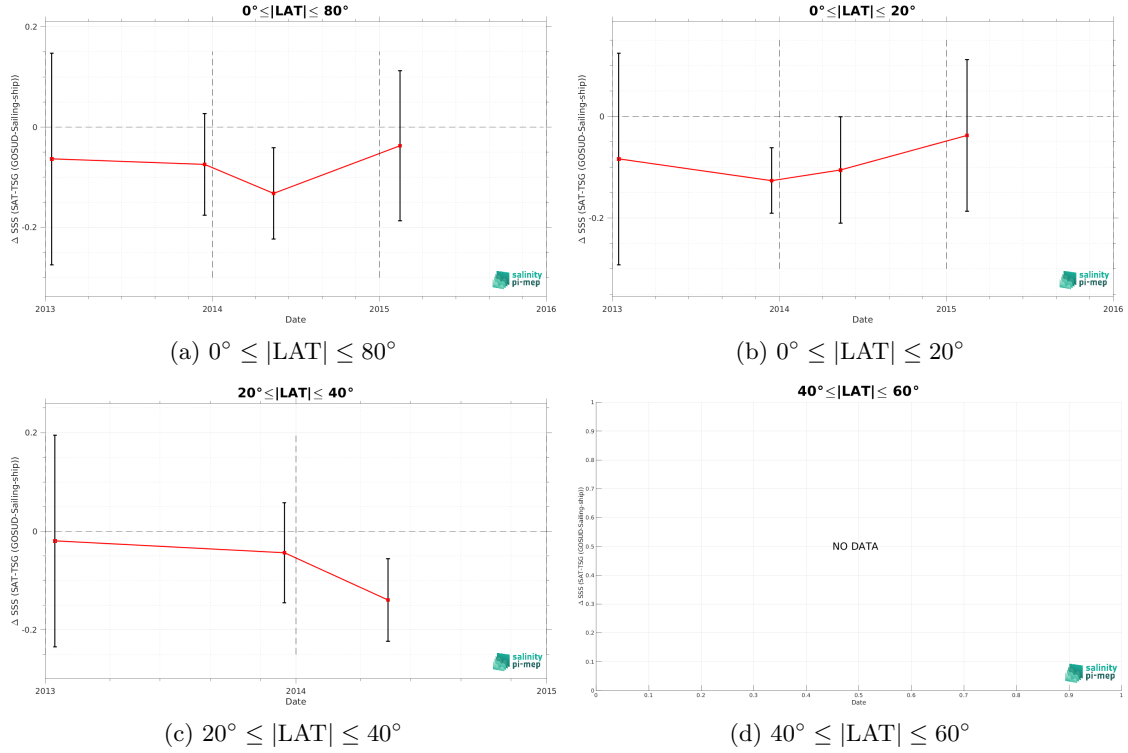 0°≤|LAT|≤ 80°
Δ SSS (SAT-TSG (GOSUD-Sailing-ship))
0.2
0
-0.2
2013
2014
2015
2016
Date
salinity
pi-mep
(a) 0° ≤ |LAT| ≤ 80°
0°≤|LAT|≤ 20°
Δ SSS (SAT-TSG (GOSUD-Sailing-ship))
0
-0.2
2013
2014
2015
2016
Date
salinity
pi-mep
(b) 0° ≤ |LAT| ≤ 20°
20°≤|LAT|≤ 40°
Δ SSS (SAT-TSG (GOSUD-Sailing-ship))
0.2
0
-0.2
2013
2014
2015
Date
salinity
pi-mep
(c) 20° ≤ |LAT| ≤ 40°
40°≤|LAT|≤ 60°
Δ SSS (SAT-TSG (GOSUD-Sailing-ship))
1
0.9
0.8
0.7
0.6
0.5
0.4
0.3
0.2
0.1
0
NO DATA
0
0.1
0.2
0.3
0.4
0.5
0.6
0.7
0.8
0.9
1
Date
salinity
pi-mep
(d) 40° ≤ |LAT| ≤ 60°